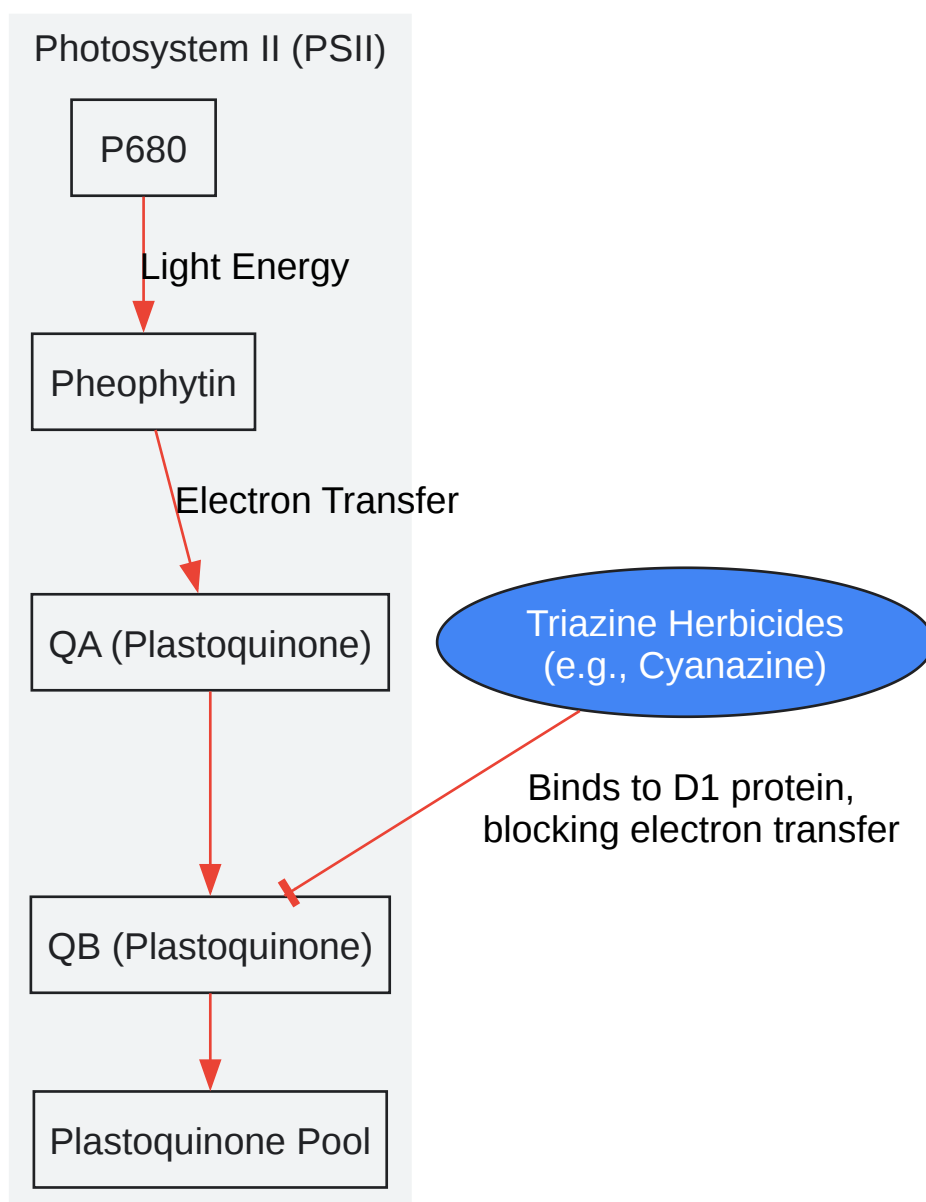 Photosystem II (PSII)
P680
Light Energy
Pheophytin
Electron Transfer
QA (Plastoquinone)
Triazine Herbicides
(e.g., Cyanazine)
Binds to D1 protein,
blocking electron transfer
QB (Plastoquinone)
Plastoquinone Pool